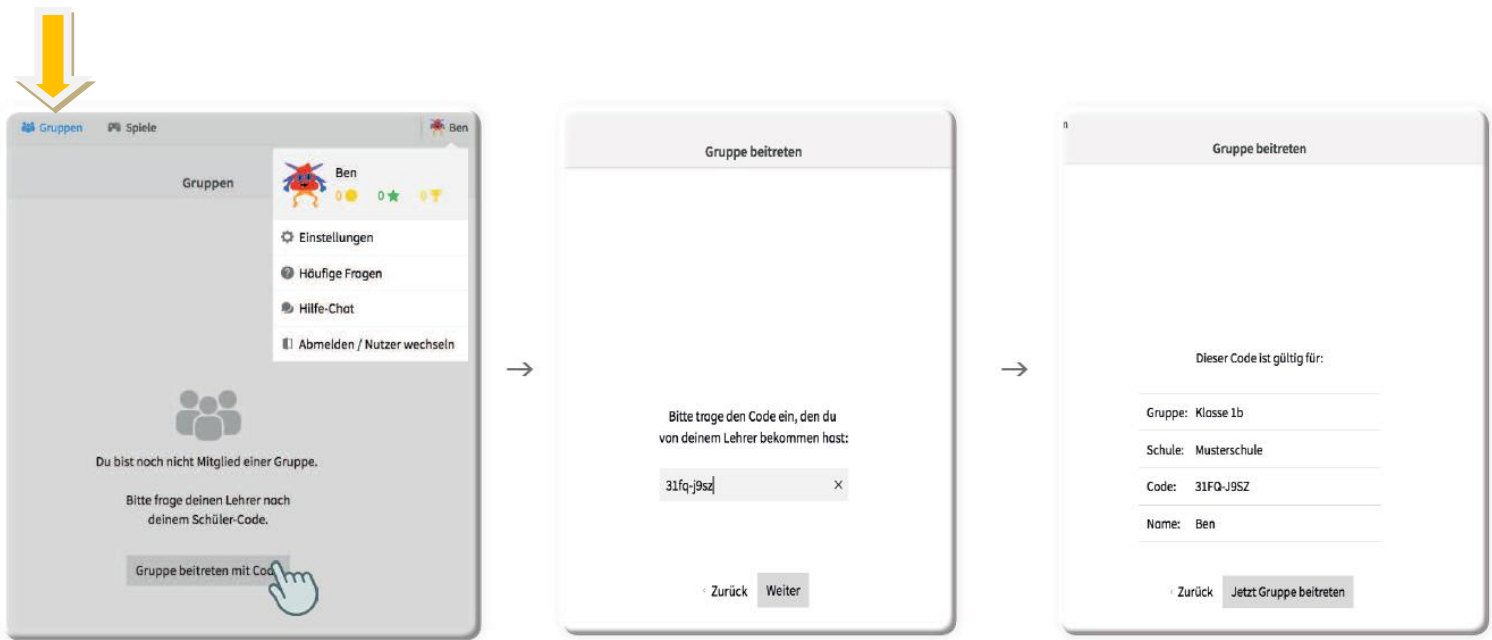 Gruppen Spiele Ben
Gruppen
Ben
0 0 0
Einstellungen
Häufige Fragen
Hilfe-Chat
Abmelden / Nutzer wechseln
Du bist noch nicht Mitglied einer Gruppe.
Bitte frage deinen Lehrer nach
deinem Schüler-Code.
Gruppe beitreten mit
→
Gruppe beitreten
Bitte trage den Code ein, den du
von deinem Lehrer bekommen hast:
31fq-j9sz ×
‹ Zurück Weiter
→
n
Gruppe beitreten
Dieser Code ist gültig für:
Gruppe: Klasse 1b
Schule: Musterschule
Code: 31FQ-J9SZ
Name: Ben
‹ Zurück Jetzt Gruppe beitreten